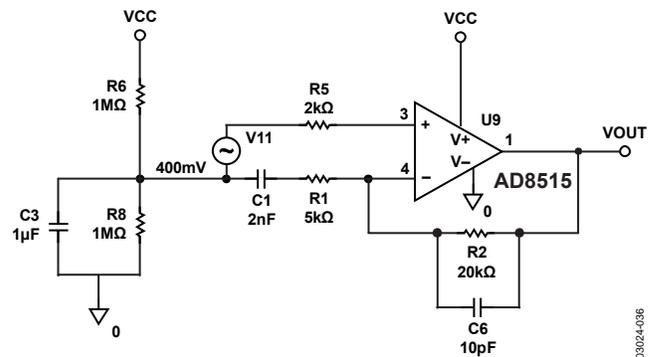 VCC
VCC
R6
1MΩ
R5
2kΩ
3
+
U9
V11
V+
1
VOUT
400mV
4
−
V−
AD8515
C3
1µF
R8
1MΩ
C1
2nF
R1
5kΩ
0
R2
20kΩ
0
C6
10pF
03024-036